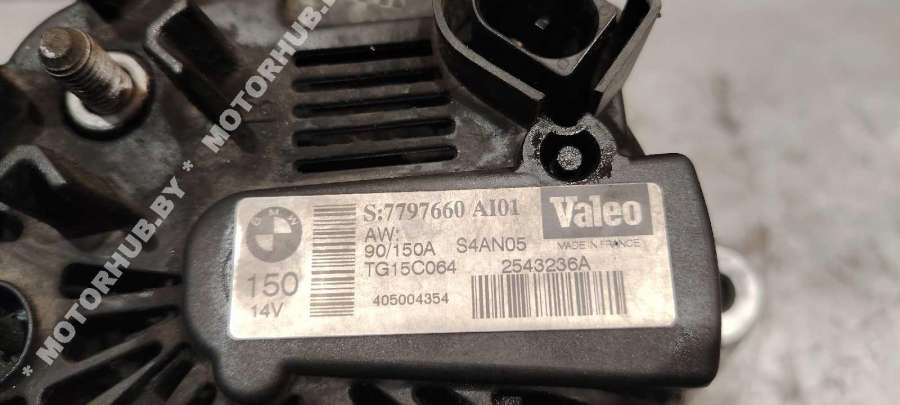 * MOTORHUB.BY * MOTORHUB.BY *
BMW
150
14V
S:7797660 AI01
AW:
90/150A S4AN05
TG15C064 2543236A
405004354
Valeo
MADE IN FRANCE